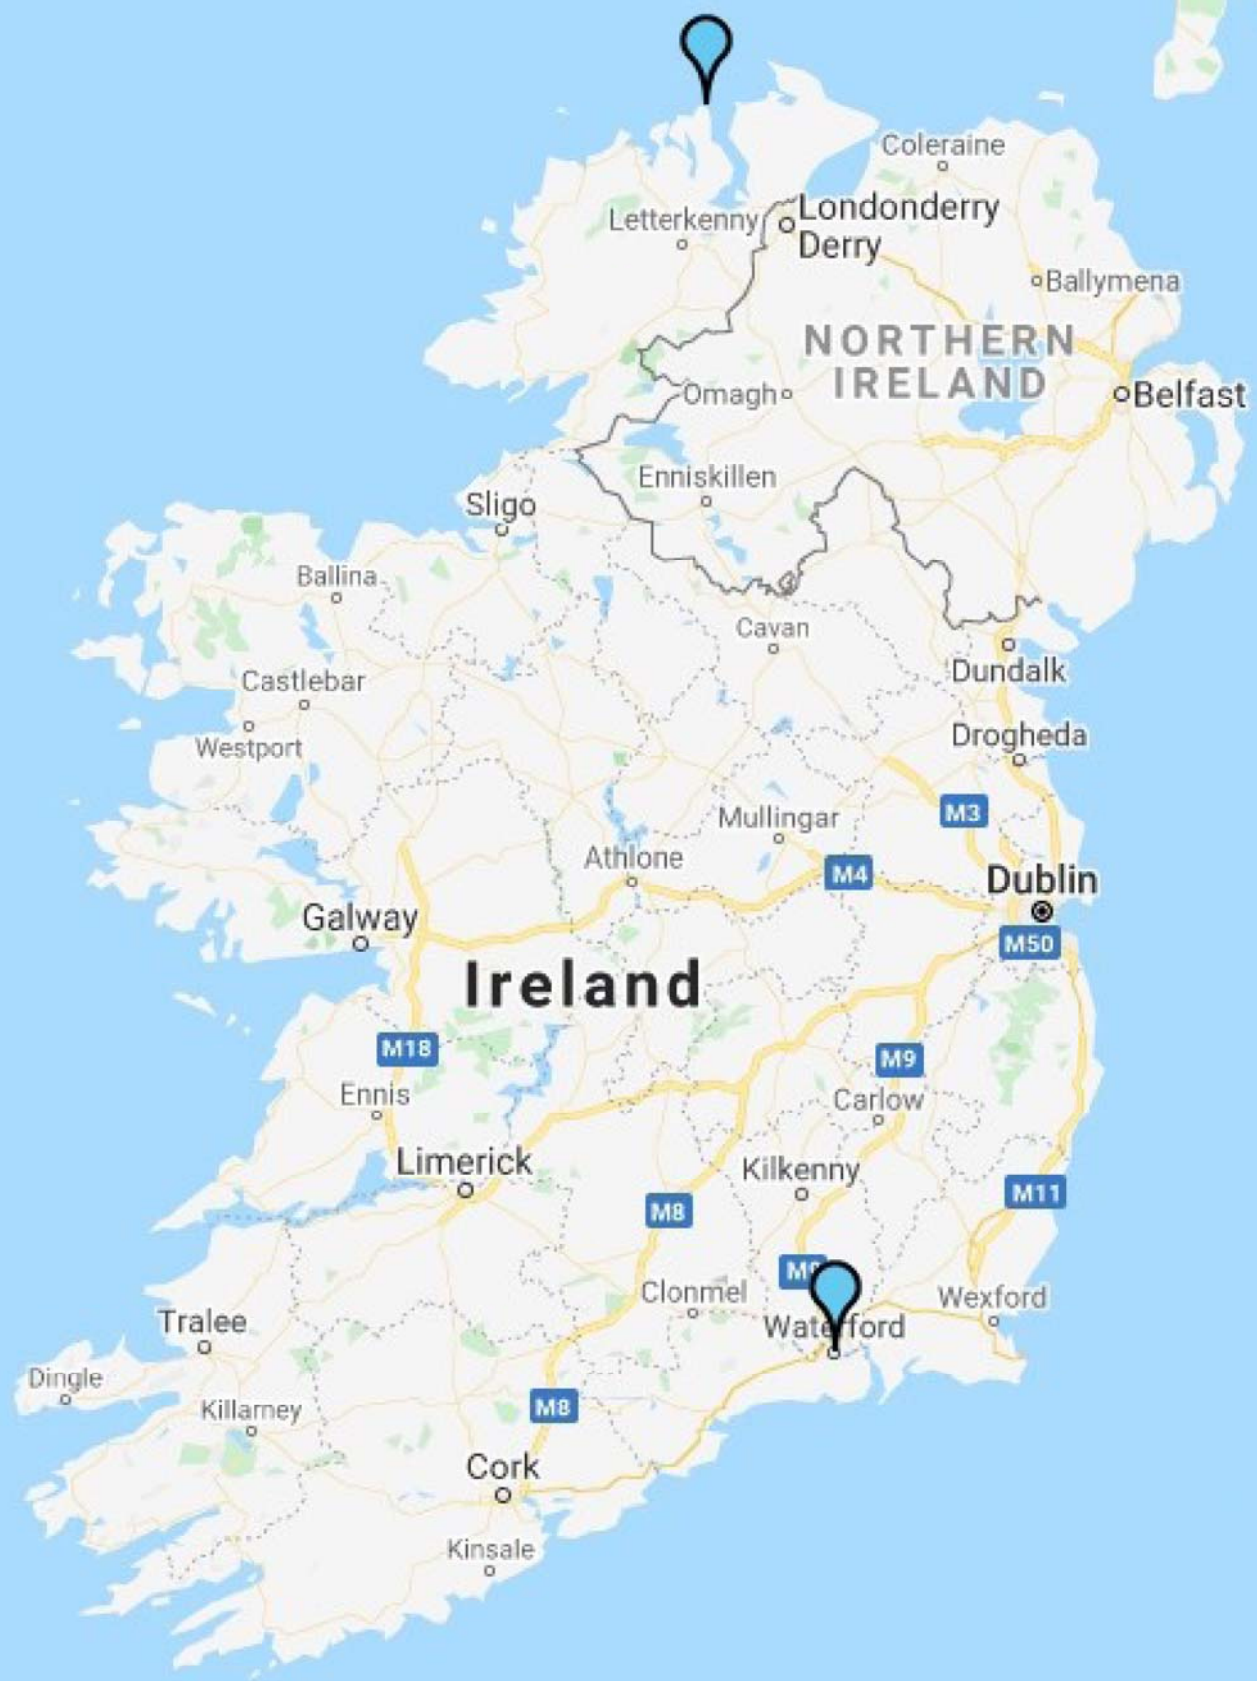 Coleraine
Londonderry
Derry
Letterkenny
Ballymena
NORTHERN
IRELAND
Omagh
Belfast
Enniskillen
Sligo
Ballina
Cavan
Dundalk
Castlebar
Westport
Drogheda
M3
Mullingar
Athlone
M4
Dublin
Galway
M50
Ireland
M18
M9
Ennis
Carlow
Limerick
Kilkenny
M11
M8
M9
Clonmel
Wexford
Waterford
Tralee
Dingle
Killarney
M8
Cork
Kinsale